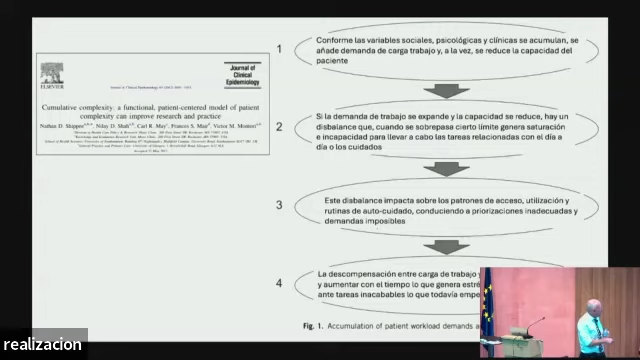 ELSEVIER
Journal of
Clinical
Epidemiology
Cumulative complexity: a functional, patient-centered model of patient
complexity can improve research and practice
1
Conforme las variables sociales, psicológicas y clínicas se acumulan, se
añade demanda de carga trabajo y, a la vez, se reduce la capacidad del
paciente
2
Si la demanda de trabajo se expande y la capacidad se reduce, hay un
disbalance que, cuando se sobrepasa cierto límite genera saturación
e incapacidad para llevar a cabo las tareas relacionadas con el día a
día o los cuidados
3
Este disbalance impacta sobre los patrones de acceso, utilización y
rutinas de auto-cuidado, conduciendo a priorizaciones inadecuadas y
demandas imposibles
4
La descompensación entre carga de trabajo
y aumentar con el tiempo lo que genera
ante tareas inacabables lo que todavía
Fig. 1. Accumulation of patient workload demands
realizacion